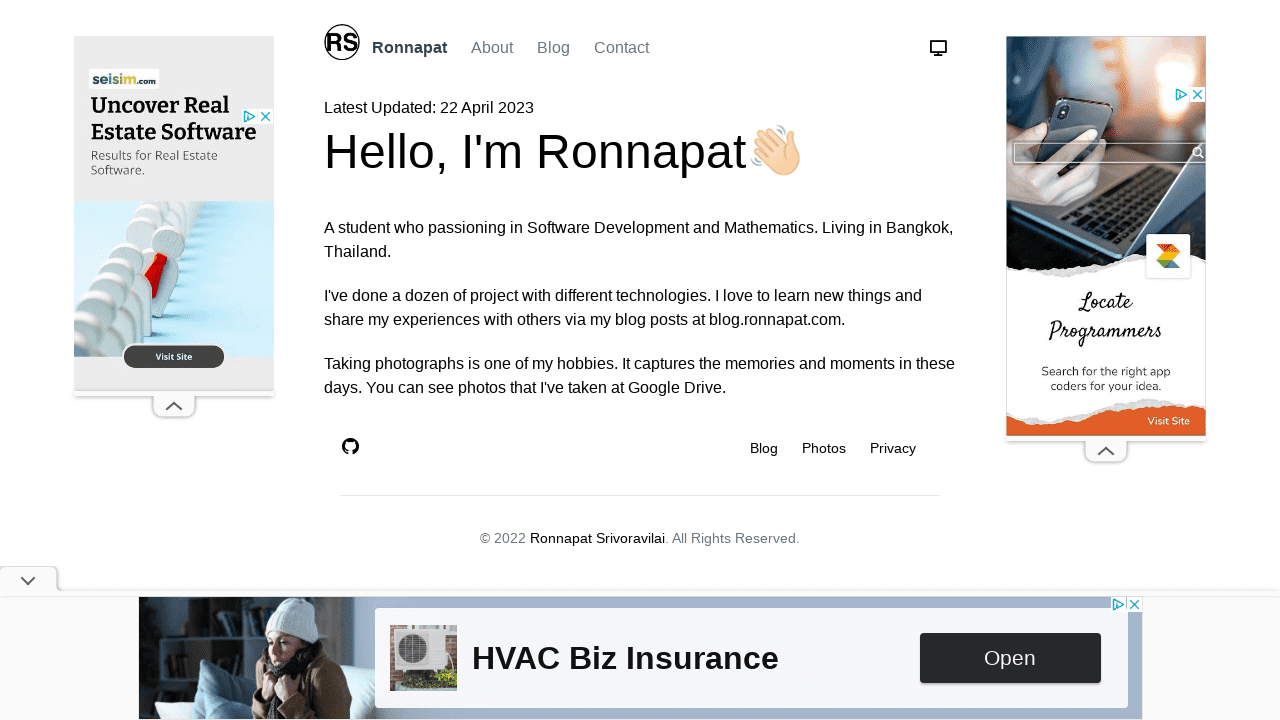 RS
Ronnapat
About
Blog
Contact
Latest Updated: 22 April 2023
Hello, I'm Ronnapat
A student who passioning in Software Development and Mathematics. Living in Bangkok,
Thailand.
I've done a dozen of project with different technologies. I love to learn new things and
share my experiences with others via my blog posts at blog.ronnapat.com.
Taking photographs is one of my hobbies. It captures the memories and moments in these
days. You can see photos that I've taken at Google Drive.
Blog
Photos
Privacy
© 2022 Ronnapat Srivoravilai. All Rights Reserved.
seisim.com
Uncover Real
Estate Software
Results for Real Estate
Software.
Visit Site
Locate
Programmers
Search for the right app
coders for your idea.
Visit Site
HVAC Biz Insurance
Open